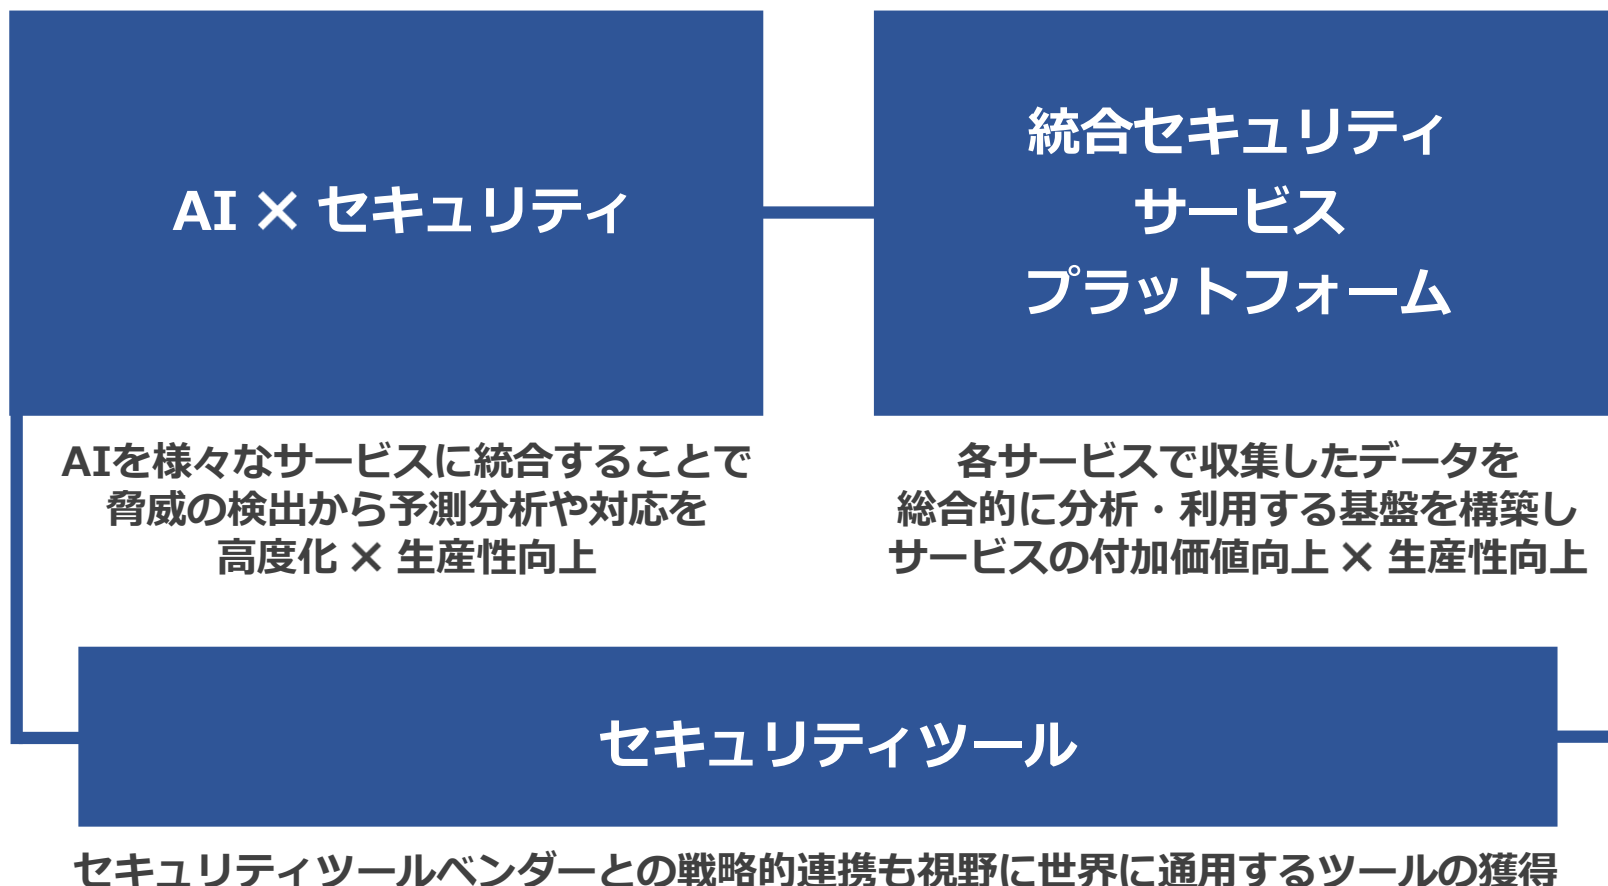 AI × セキュリティ
統合セキュリティ
サービス
プラットフォーム
AIを様々なサービスに統合することで
脅威の検出から予測分析や対応を
高度化 × 生産性向上
各サービスで収集したデータを
総合的に分析・利用する基盤を構築し
サービスの付加価値向上 × 生産性向上
セキュリティツール
セキュリティツールベンダーとの戦略的連携も視野に世界に通用するツールの獲得